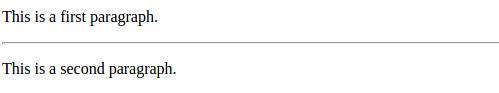 This is a first paragraph.
This is a second paragraph.